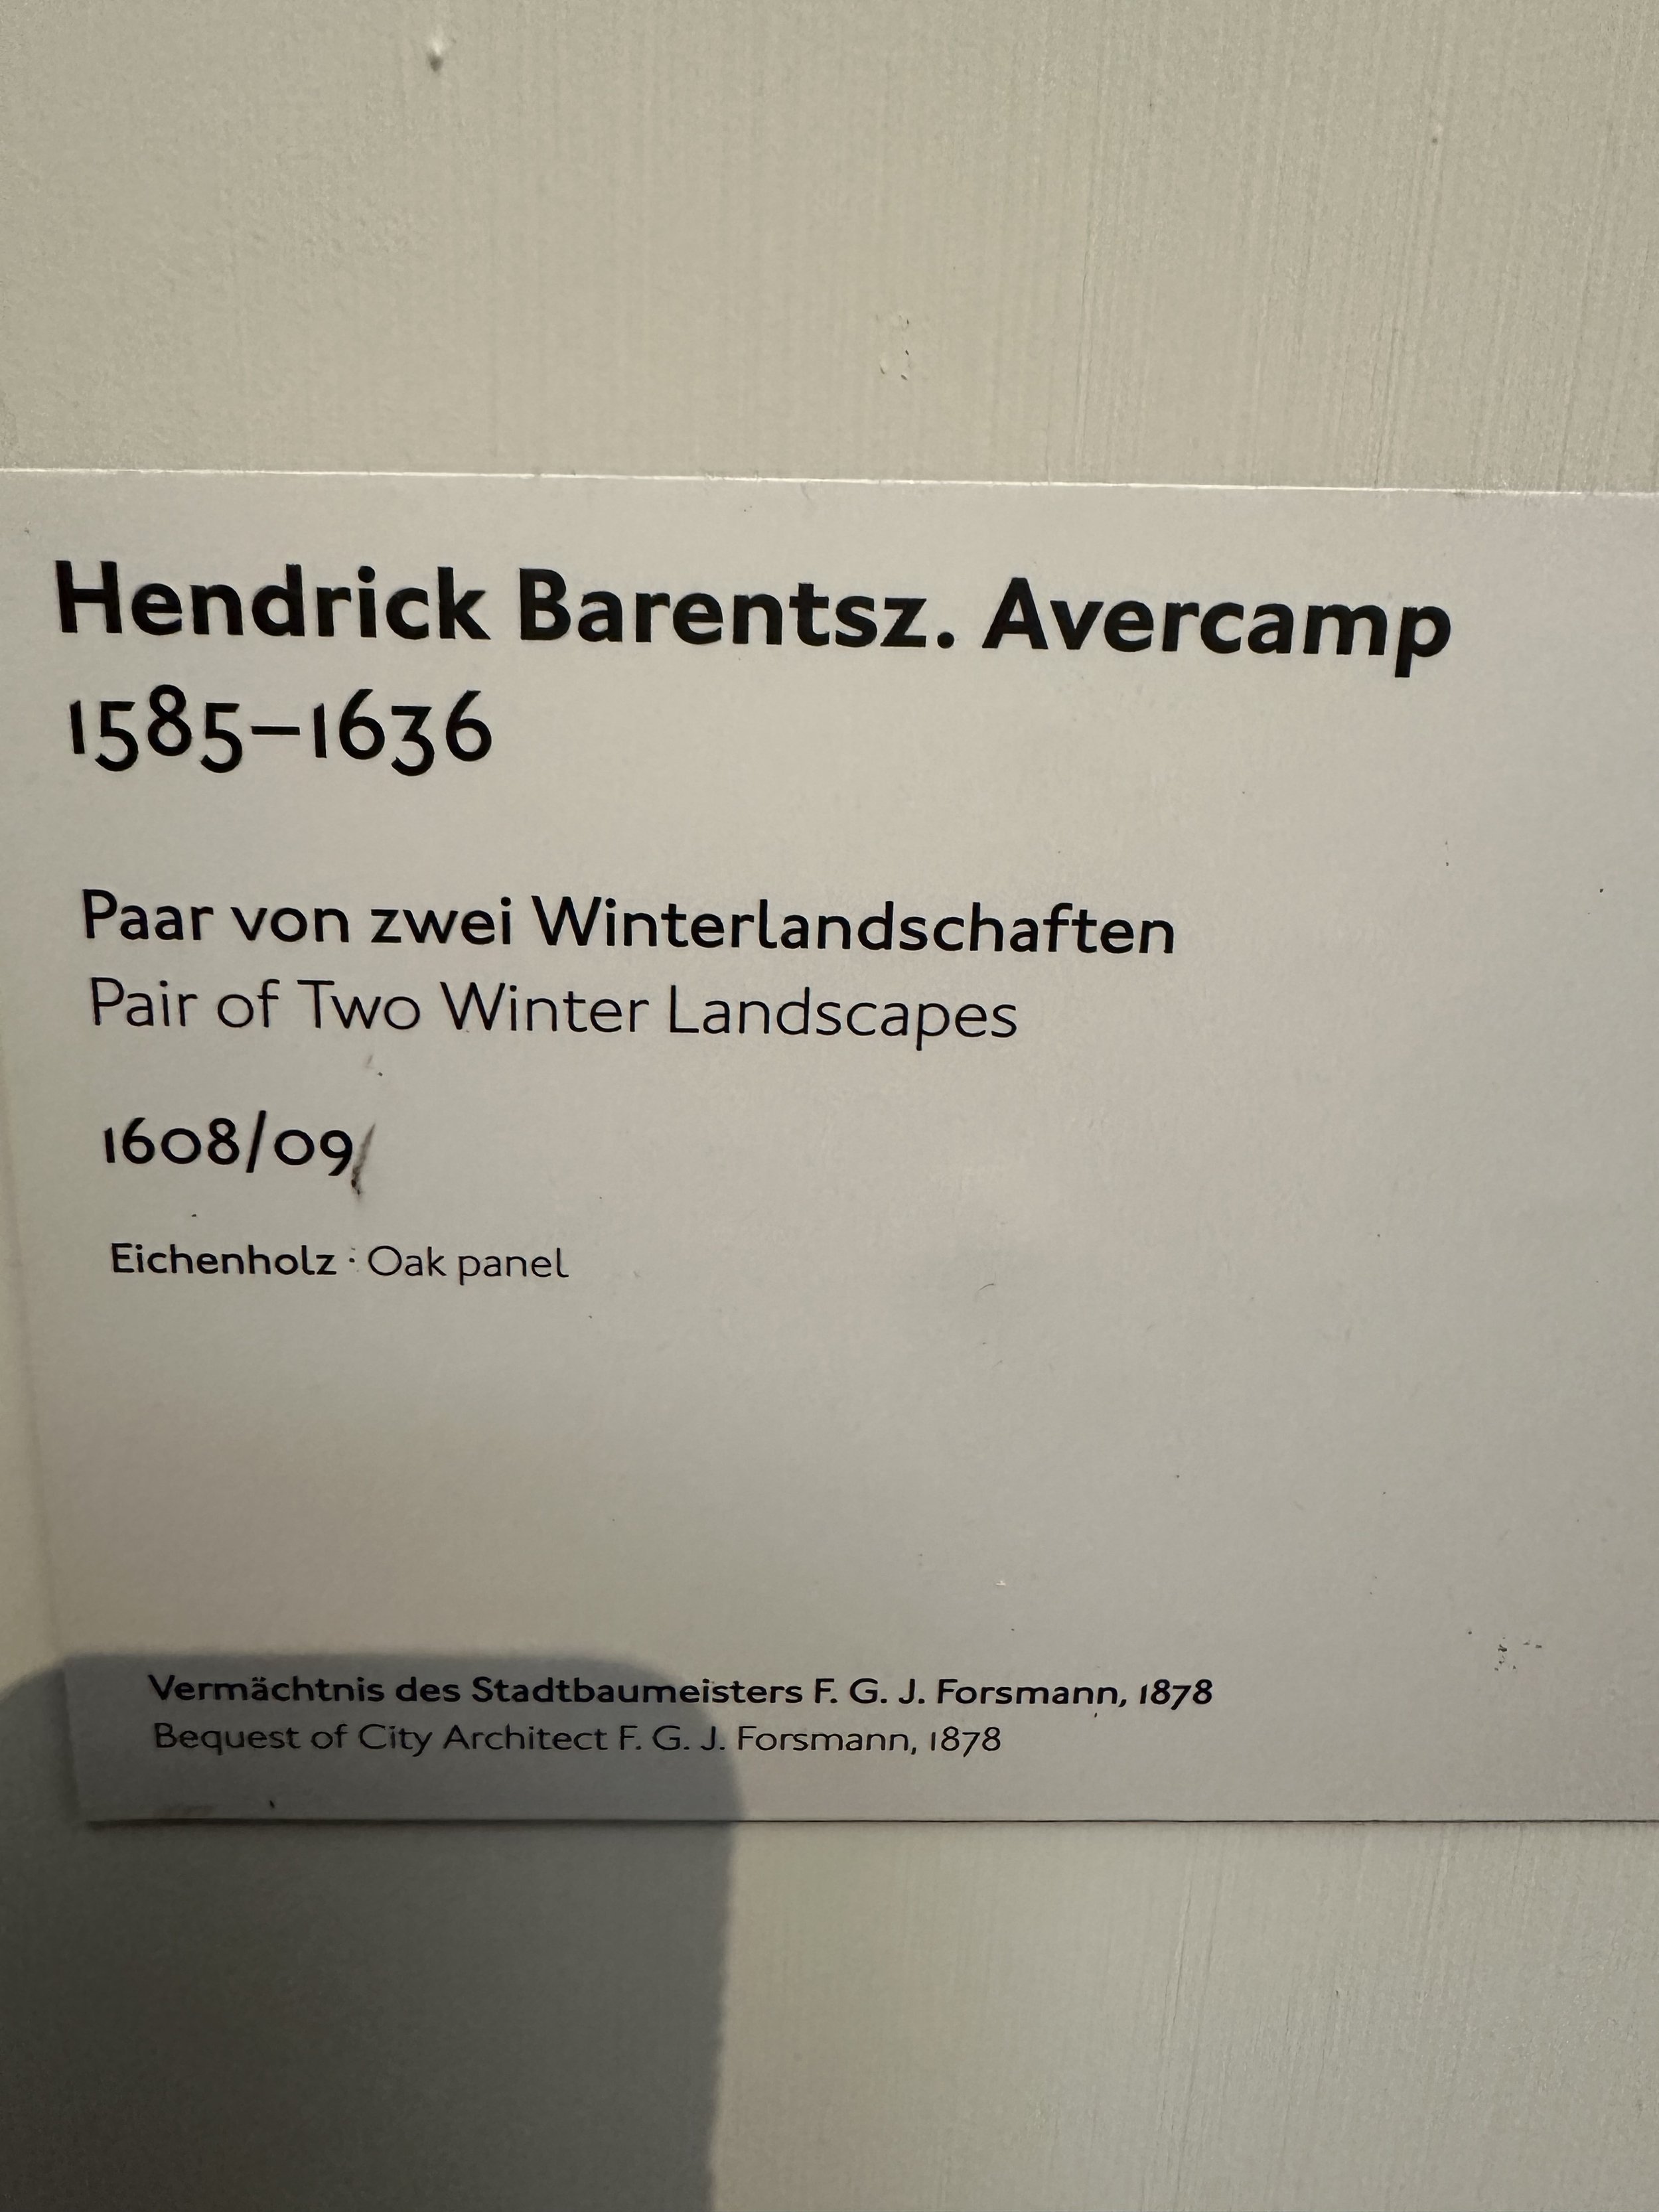 Hendrick Barentsz. Avercamp
1585–1636
Paar von zwei Winterlandschaften
Pair of Two Winter Landscapes
1608/09
Eichenholz · Oak panel
Vermächtnis des Stadtbaumeisters F. G. J. Forsmann, 1878
Bequest of City Architect F. G. J. Forsmann, 1878